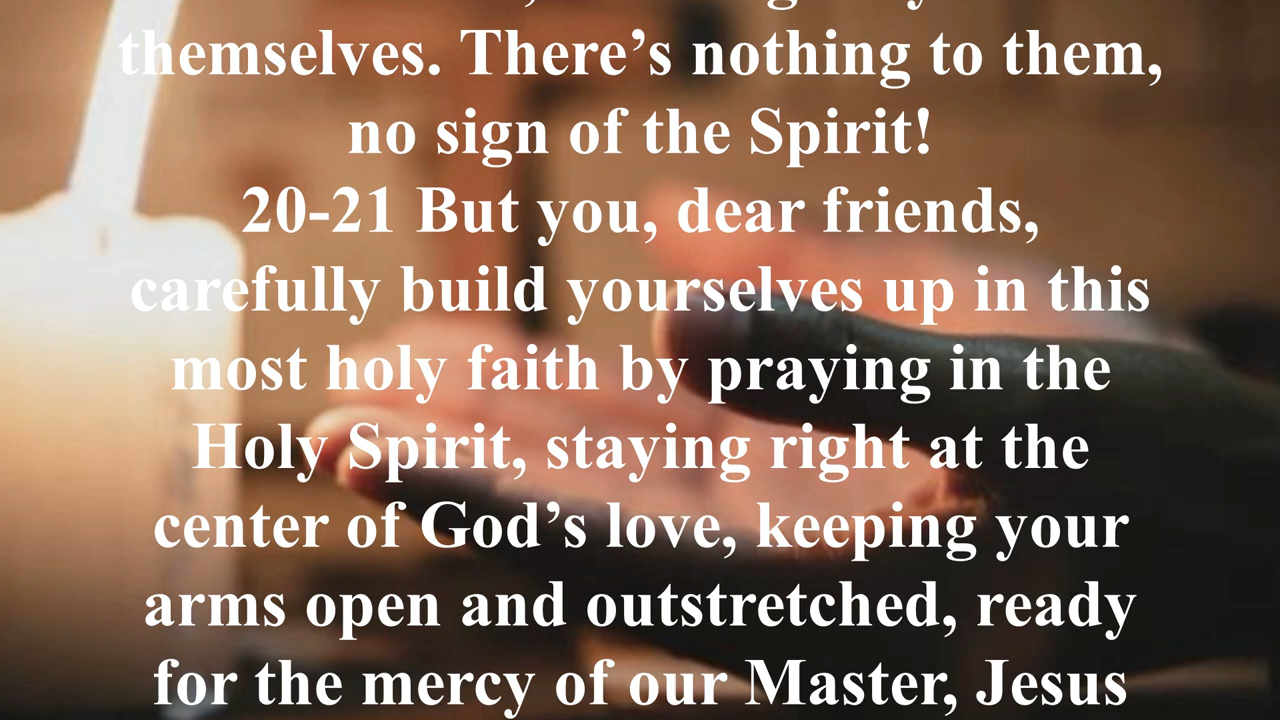 themselves. There’s nothing to them,
no sign of the Spirit!
20-21 But you, dear friends,
carefully build yourselves up in this
most holy faith by praying in the
Holy Spirit, staying right at the
center of God’s love, keeping your
arms open and outstretched, ready
for the mercy of our Master, Jesus